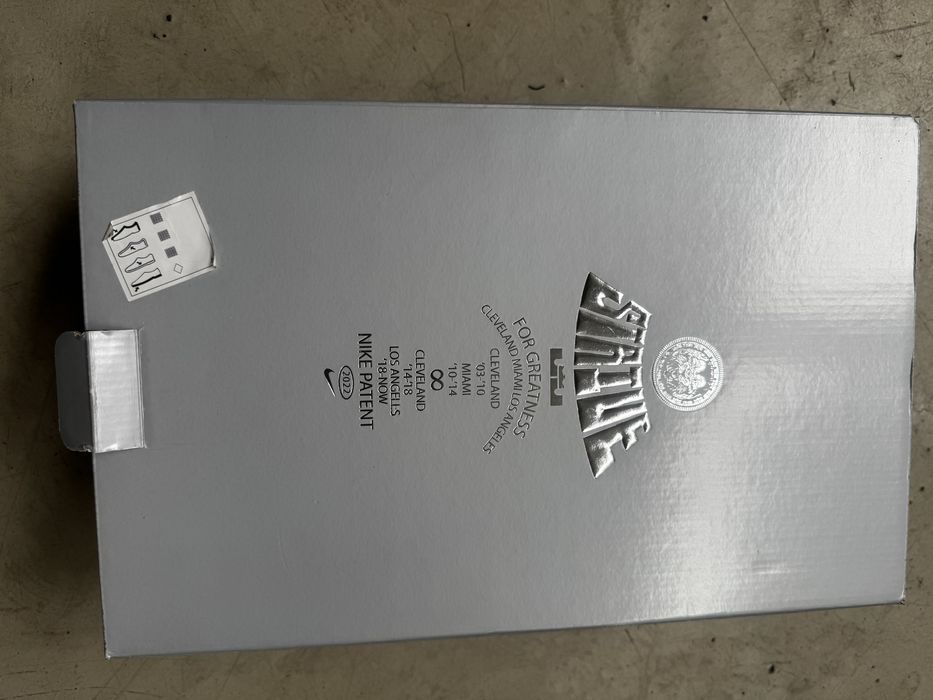 STRIVE
FOR GREATNESS
CLEVELAND MIAMI LOS ANGELES
CLEVELAND
'03-'10
MIAMI
'10-'14
∞
CLEVELAND
'14-'18
LOS ANGELES
'18-NOW
NIKE PATENT
2022